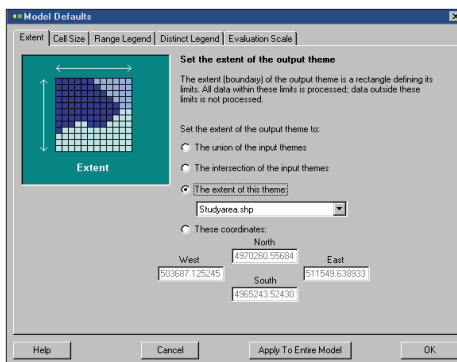 Model Defaults
Extent
Cell Size
Range Legend
Distinct Legend
Evaluation Scale
Extent
Set the extent of the output theme
The extent (boundary) of the output theme is a rectangle defining its
limits. All data within these limits is processed; data outside these
limits is not processed.
Set the extent of the output theme to:
The union of the input themes
The intersection of the input themes
The extent of this theme:
Studyarea.shp
These coordinates:
North
4970260.55684
West
503687.125245
East
511549.638933
South
4965243.52430
Help
Cancel
Apply To Entire Model
OK